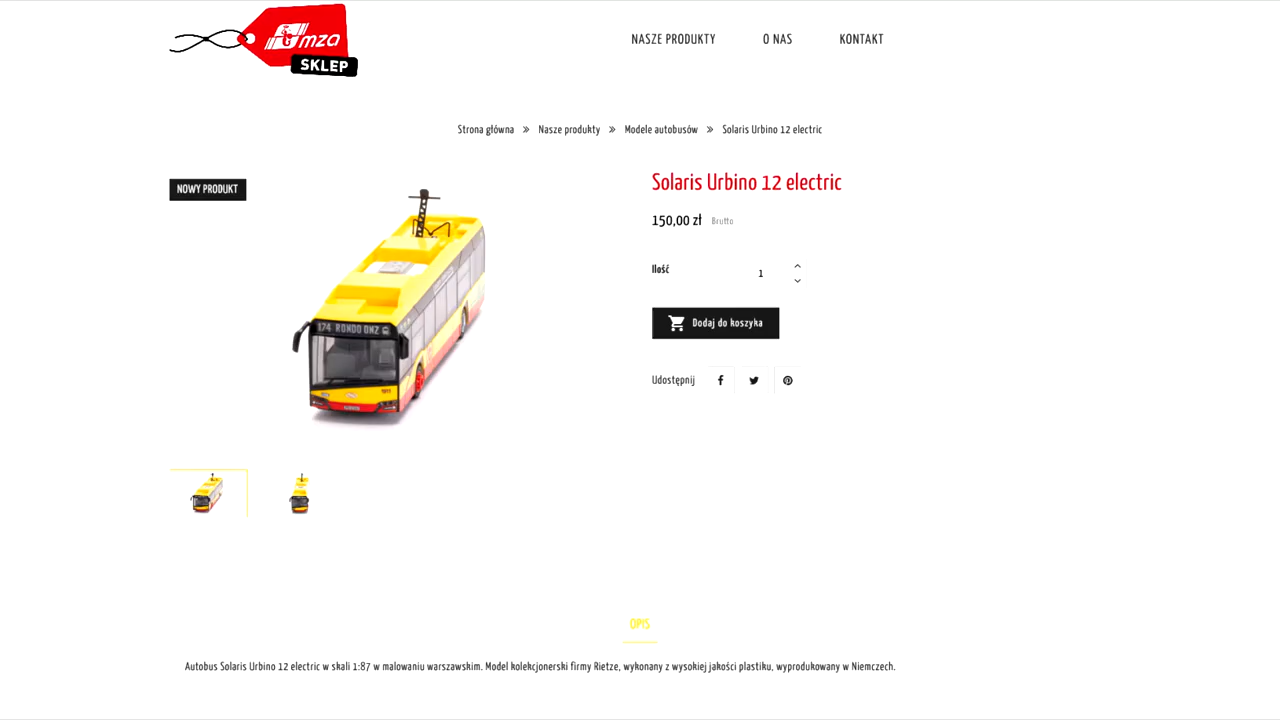 mza
SKLEP
NASZE PRODUKTY
O NAS
KONTAKT
Strona główna » Nasze produkty » Modele autobusów » Solaris Urbino 12 electric
NOWY PRODUKT
174 RONDO ONZ
Solaris Urbino 12 electric
150,00 zł Brutto
Ilość
1
Dodaj do koszyka
Udostępnij
OPIS
Autobus Solaris Urbino 12 electric w skali 1:87 w malowaniu warszawskim. Model kolekcjonerski firmy Rietze, wykonany z wysokiej jakości plastiku, wyprodukowany w Niemczech.